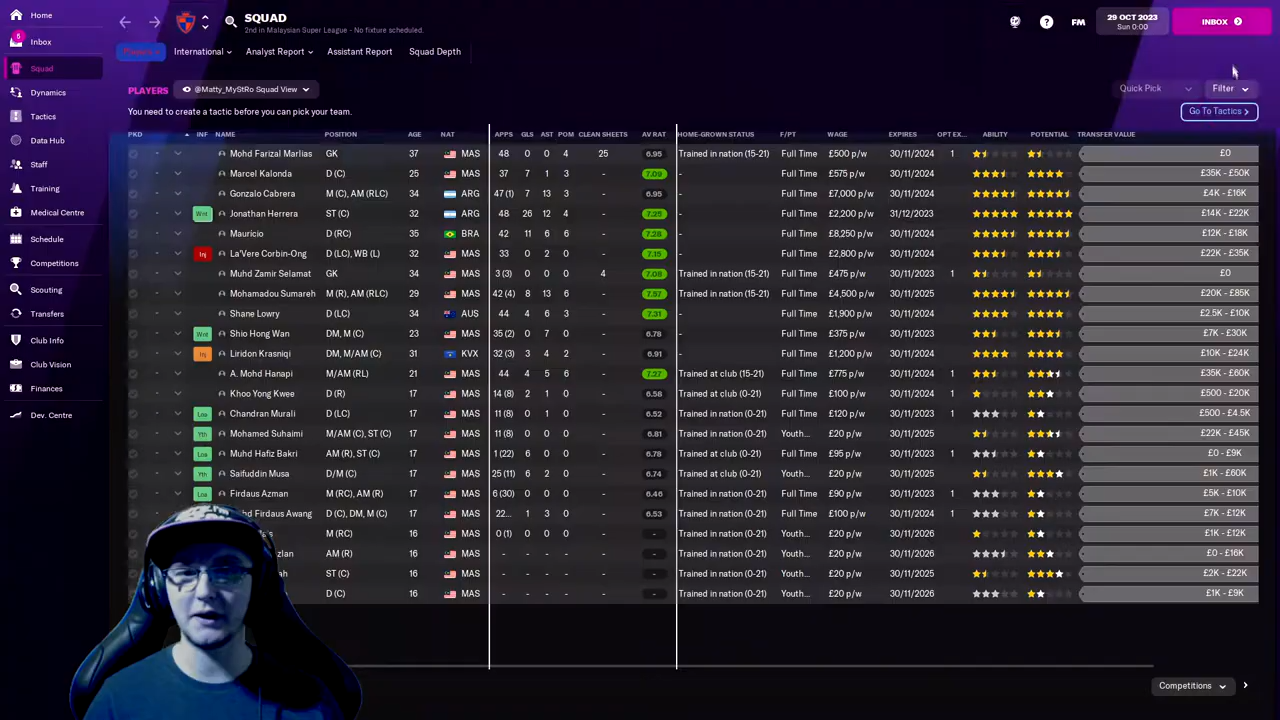 Home
Inbox
5
Squad
Dynamics
Tactics
Data Hub
Staff
Training
Medical Centre
Schedule
Competitions
Scouting
Transfers
Club Info
Club Vision
Finances
Dev. Centre
SQUAD
2nd in Malaysian Super League - No fixture scheduled.
FM
29 OCT 2023
Sun 0:00
INBOX
Players
International
Analyst Report
Assistant Report
Squad Depth
PLAYERS
@Matty_MyStRo Squad View
Quick Pick
Filter
You need to create a tactic before you can pick your team.
Go To Tactics >
PKD INF NAME POSITION AGE NAT APPS GLS AST POM CLEAN SHEETS AV RAT HOME-GROWN STATUS F/PT WAGE EXPIRES OPT EX... ABILITY POTENTIAL TRANSFER VALUE
- Mohd Farizal Marlias GK 37 MAS 48 0 0 4 25 6.95 Trained in nation (15-21) Full Time £500 p/w 30/11/2024 1 £0
- Marcel Kalonda D (C) 25 MAS 37 7 1 3 - 7.09 - Full Time £575 p/w 30/11/2024 £35K - £50K
- Gonzalo Cabrera M (C), AM (RLC) 34 ARG 47 (1) 7 13 3 - 6.95 - Full Time £7,000 p/w 30/11/2024 £4K - £16K
- Wnt Jonathan Herrera ST (C) 32 ARG 48 26 12 4 - 7.25 - Full Time £2,200 p/w 31/12/2023 £14K - £22K
- Maurício D (RC) 35 BRA 42 11 6 6 - 7.28 - Full Time £8,250 p/w 30/11/2024 £12K - £18K
- Inj La'Vere Corbin-Ong D (LC), WB (L) 32 MAS 33 0 2 0 - 7.15 - Full Time £2,800 p/w 30/11/2024 £22K - £35K
- Muhd Zamir Selamat GK 34 MAS 3 (3) 0 0 0 4 7.08 Trained in nation (15-21) Full Time £475 p/w 30/11/2023 1 £0
- Mohamadou Sumareh M (R), AM (RLC) 29 MAS 42 (4) 8 13 6 - 7.57 Trained in nation (15-21) Full Time £4,500 p/w 30/11/2025 £20K - £85K
- Shane Lowry D (LC) 34 AUS 44 4 6 3 - 7.31 - Full Time £1,900 p/w 30/11/2024 £2.5K - £10K
- Wnt Shio Hong Wan DM, M (C) 23 MAS 35 (2) 0 7 0 - 6.78 - Full Time £375 p/w 30/11/2023 £7K - £30K
- Inj Liridon Krasniqi DM, M/AM (C) 31 KVX 32 (3) 3 4 2 - 6.91 - Full Time £1,200 p/w 30/11/2024 £10K - £24K
- A. Mohd Hanapi M/AM (RL) 21 MAS 44 4 5 6 - 7.27 Trained at club (15-21) Full Time £775 p/w 30/11/2024 1 £35K - £60K
- Khoo Yong Kwee D (R) 17 MAS 14 (8) 2 1 0 - 6.58 Trained at club (0-21) Full Time £100 p/w 30/11/2024 1 £500 - £20K
- Loa Chandran Murali D (LC) 17 MAS 11 (8) 0 1 0 - 6.52 Trained in nation (0-21) Full Time £120 p/w 30/11/2023 1 £500 - £4.5K
- Yth Mohamed Suhaimi M/AM (C), ST (C) 17 MAS 11 (8) 0 0 0 - 6.81 Trained in nation (0-21) Youth... £20 p/w 30/11/2025 £22K - £45K
- Loa Muhd Hafiz Bakri AM (R), ST (C) 17 MAS 1 (22) 6 0 0 - 6.78 Trained at club (0-21) Full Time £95 p/w 30/11/2023 1 £0 - £9K
- Yth Saifuddin Musa D/M (C) 17 MAS 25 (11) 6 2 0 - 6.74 Trained at club (0-21) Youth... £20 p/w 30/11/2025 £1K - £60K
- Loa Firdaus Azman M (RC), AM (R) 17 MAS 6 (30) 0 0 0 - 6.46 Trained in nation (0-21) Full Time £90 p/w 30/11/2023 1 £5K - £10K
Firdaus Awang D (C), DM, M (C) 17 MAS 22... 1 3 0 - 6.53 Trained in nation (0-21) Full Time £100 p/w 30/11/2024 1 £7K - £12K
M (RC) 16 MAS 0 (1) 0 0 0 - - Trained in nation (0-21) Youth... £20 p/w 30/11/2026 £1K - £12K
AM (R) 16 MAS - - - - - - Trained in nation (0-21) Youth... £20 p/w 30/11/2026 £0 - £16K
ST (C) 16 MAS - - - - - - Trained in nation (0-21) Youth... £20 p/w 30/11/2026 £2K - £22K
D (C) 16 MAS - - - - - - Trained in nation (0-21) Youth... £20 p/w 30/11/2026 £1K - £9K
Competitions